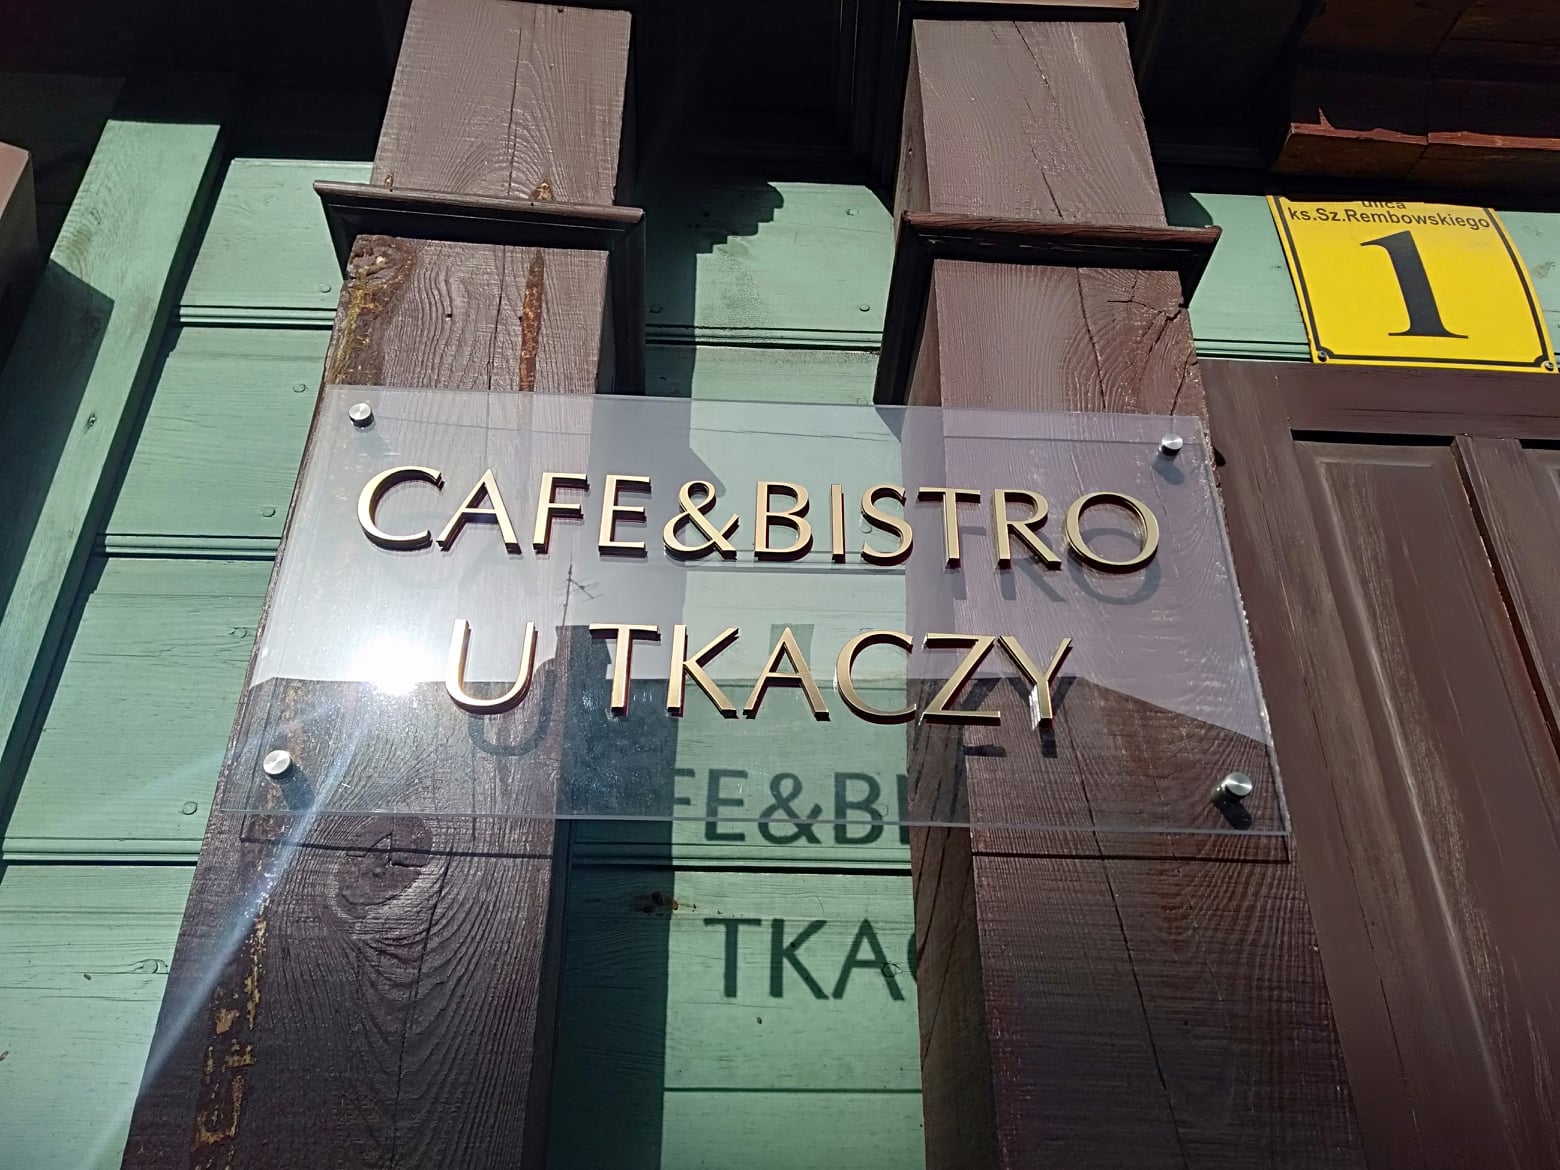 CAFE&BISTRO
U TKACZY
ulica
ks.Sz.Rembowskiego
1